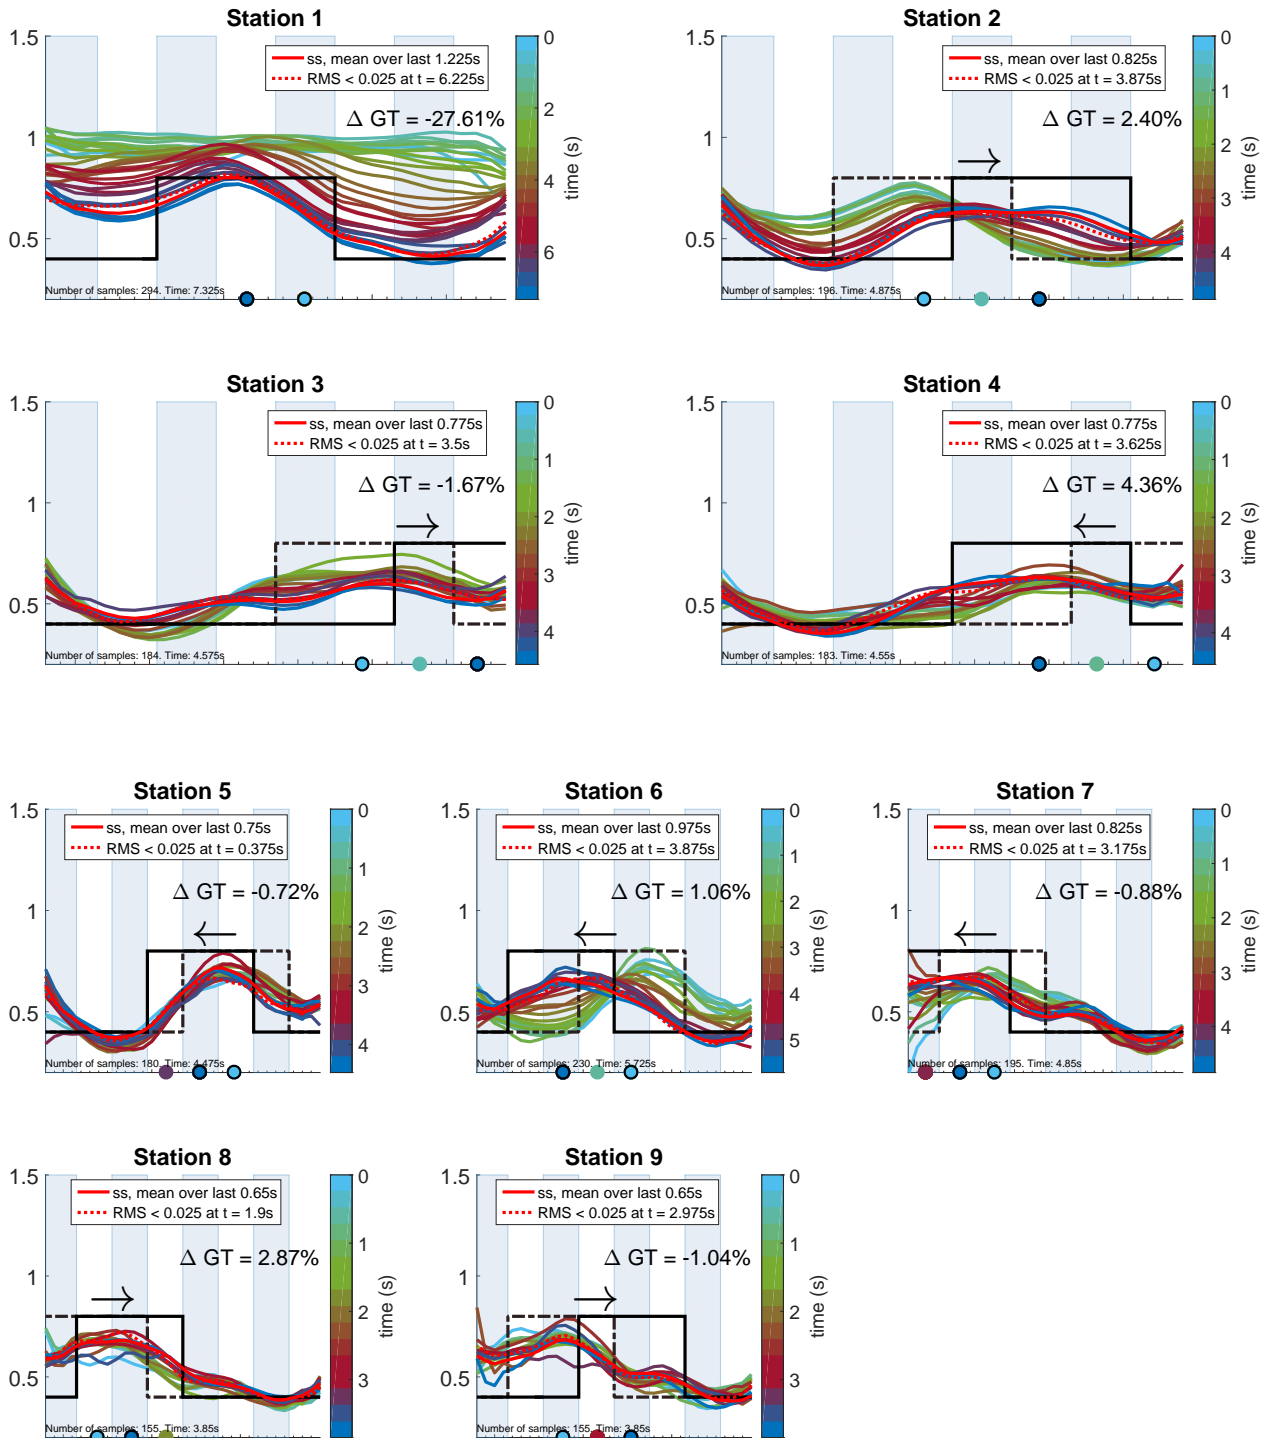 Station 1
1.5
1
0.5
ss, mean over last 1.225s
RMS < 0.025 at t = 6.225s
Δ GT = -27.61%
Number of samples: 294. Time: 7.325s
0
2
4
6
time (s)
Station 2
1.5
1
0.5
ss, mean over last 0.825s
RMS < 0.025 at t = 3.875s
Δ GT = 2.40%
Number of samples: 196. Time: 4.875s
0
1
2
3
4
time (s)
Station 3
1.5
1
0.5
ss, mean over last 0.775s
RMS < 0.025 at t = 3.5s
Δ GT = -1.67%
Number of samples: 184. Time: 4.575s
0
1
2
3
4
time (s)
Station 4
1.5
1
0.5
ss, mean over last 0.775s
RMS < 0.025 at t = 3.625s
Δ GT = 4.36%
Number of samples: 183. Time: 4.55s
0
1
2
3
4
time (s)
Station 5
1.5
1
0.5
ss, mean over last 0.75s
RMS < 0.025 at t = 0.375s
Δ GT = -0.72%
Number of samples: 180. Time: 4.475s
0
1
2
3
4
time (s)
Station 6
1.5
1
0.5
ss, mean over last 0.975s
RMS < 0.025 at t = 3.875s
Δ GT = 1.06%
Number of samples: 230. Time: 5.725s
0
1
2
3
4
5
time (s)
Station 7
1.5
1
0.5
ss, mean over last 0.825s
RMS < 0.025 at t = 3.175s
Δ GT = -0.88%
Number of samples: 195. Time: 4.85s
0
1
2
3
4
time (s)
Station 8
1.5
1
0.5
ss, mean over last 0.65s
RMS < 0.025 at t = 1.9s
Δ GT = 2.87%
Number of samples: 155. Time: 3.85s
0
1
2
3
time (s)
Station 9
1.5
1
0.5
ss, mean over last 0.65s
RMS < 0.025 at t = 2.975s
Δ GT = -1.04%
Number of samples: 155. Time: 3.85s
0
1
2
3
time (s)